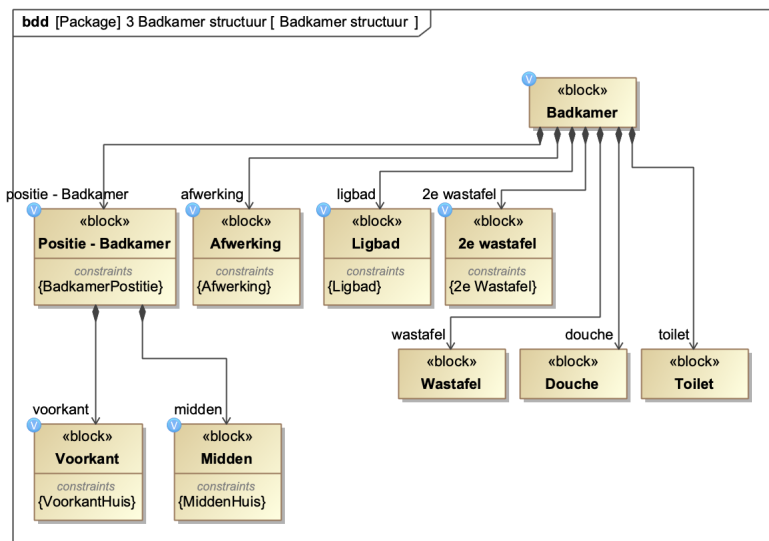 bdd [Package] 3 Badkamer structuur [ Badkamer structuur ]
V
«block»
Badkamer
positie - Badkamer
afwerking
ligbad
2e wastafel
V
«block»
Positie - Badkamer
constraints
{BadkamerPostitie}
V
«block»
Afwerking
constraints
{Afwerking}
V
«block»
Ligbad
constraints
{Ligbad}
V
«block»
2e wastafel
constraints
{2e Wastafel}
wastafel
douche
toilet
«block»
Wastafel
«block»
Douche
«block»
Toilet
voorkant
midden
V
«block»
Voorkant
constraints
{VoorkantHuis}
V
«block»
Midden
constraints
{MiddenHuis}